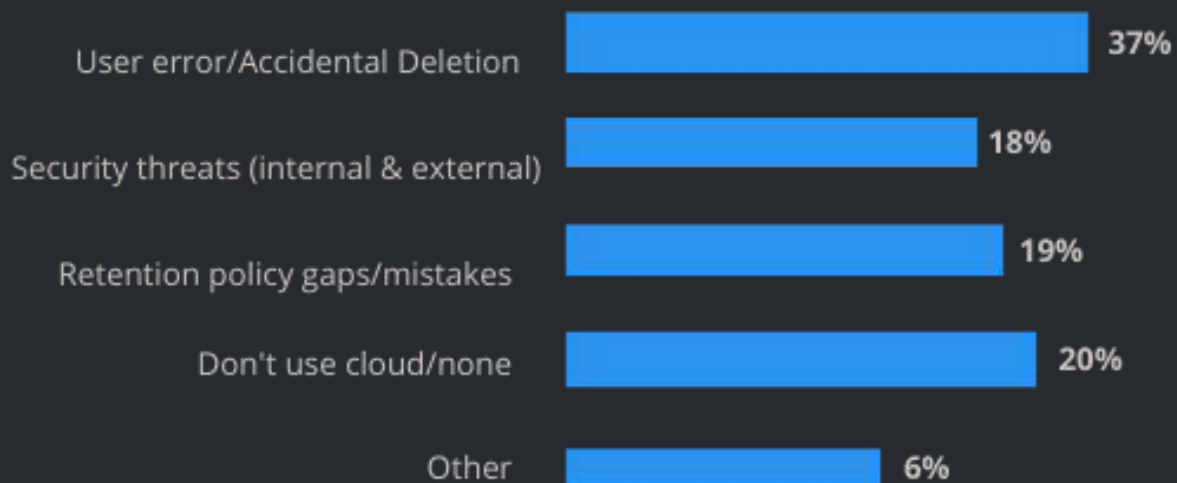 User error/Accidental Deletion 37%
Security threats (internal & external) 18%
Retention policy gaps/mistakes 19%
Don't use cloud/none 20%
Other 6%